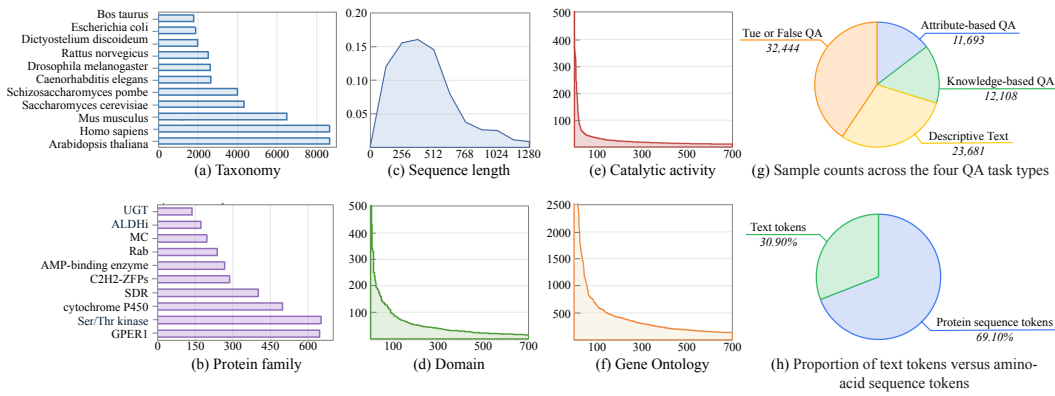 Bos taurus
Escherichia coli
Dictyostelium discoideum
Rattus norvegicus
Drosophila melanogaster
Caenorhabditis elegans
Schizosaccharomyces pombe
Saccharomyces cerevisiae
Mus musculus
Homo sapiens
Arabidopsis thaliana
0 2000 4000 6000 8000
(a) Taxonomy
0.20
0.15
0.10
0.05
0 256 512 768 1024 1280
(c) Sequence length
500
400
300
200
100
100 300 500 700
(e) Catalytic activity
Tue or False QA
32,444
Attribute-based QA
11,693
Knowledge-based QA
12,108
Descriptive Text
23,681
(g) Sample counts across the four QA task types
UGT
ALDHi
MC
Rab
AMP-binding enzyme
C2H2-ZFPs
SDR
cytochrome P450
Ser/Thr kinase
GPER1
0 150 300 450 600
(b) Protein family
500
400
300
200
100
100 300 500 700
(d) Domain
2500
2000
1500
1000
500
100 300 500 700
(f) Gene Ontology
Text tokens
30.90%
Protein sequence tokens
69.10%
(h) Proportion of text tokens versus amino-
acid sequence tokens